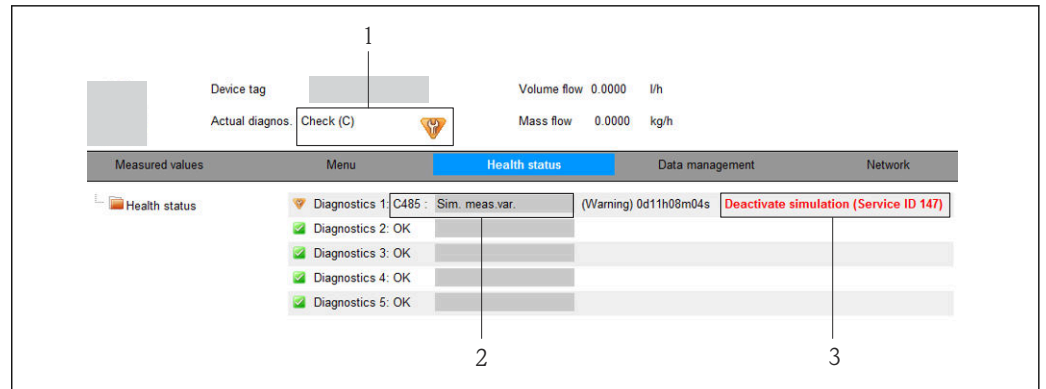 1
Device tag Volume flow 0.0000 l/h
Actual diagnos. Check (C) Mass flow 0.0000 kg/h
Measured values Menu Health status Data management Network
Health status Diagnostics 1: C485 : Sim. meas.var. (Warning) 0d11h08m04s Deactivate simulation (Service ID 147)
Diagnostics 2: OK
Diagnostics 3: OK
Diagnostics 4: OK
Diagnostics 5: OK
2 3